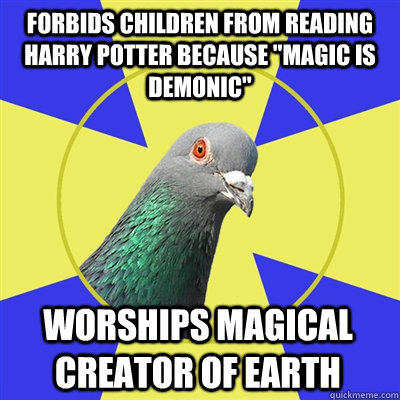 FORBIDS CHILDREN FROM READING
HARRY POTTER BECAUSE "MAGIC IS
DEMONIC"
WORSHIPS MAGICAL
CREATOR OF EARTH
quickmeme.com